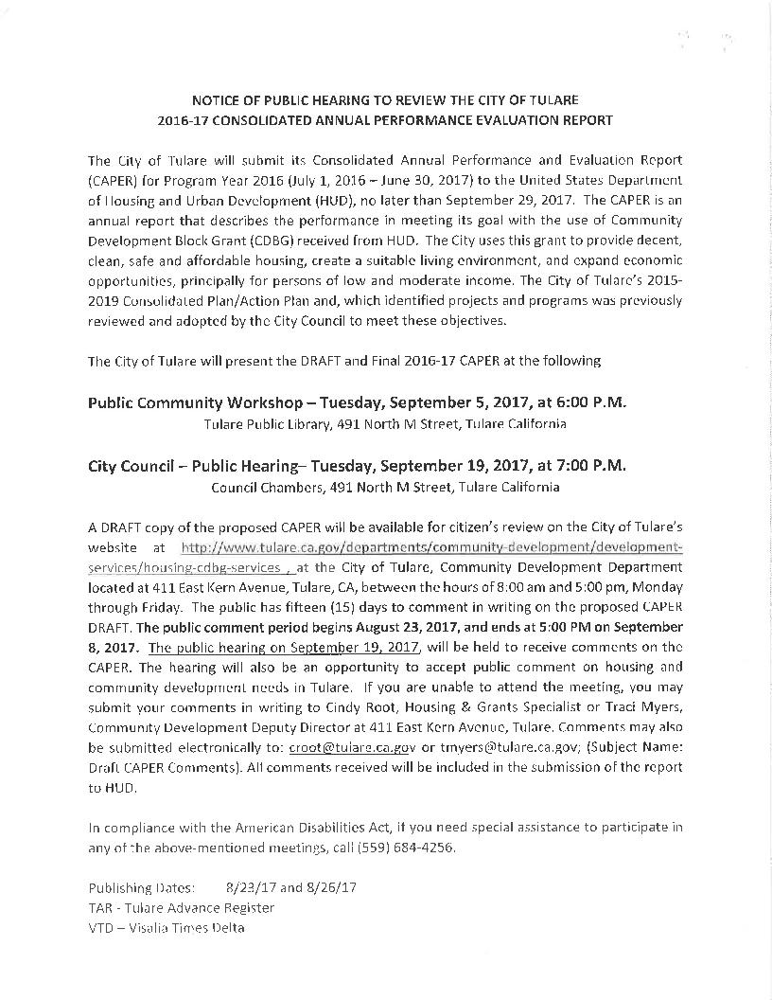 NOTICE OF PUBLIC HEARING TO REVIEW THE CITY OF TULARE
2016-17 CONSOLIDATED ANNUAL PERFORMANCE EVALUATION REPORT
The City of Tulare will submit its Consolidated Annual Performance and Evaluation Report
(CAPER) for Program Year 2016 (July 1, 2016 – June 30, 2017) to the United States Department
of Housing and Urban Development (HUD), no later than September 29, 2017. The CAPER is an
annual report that describes the performance in meeting its goal with the use of Community
Development Block Grant (CDBG) received from HUD. The City uses this grant to provide decent,
clean, safe and affordable housing, create a suitable living environment, and expand economic
opportunities, principally for persons of low and moderate income. The City of Tulare's 2015-
2019 Consolidated Plan/Action Plan and, which identified projects and programs was previously
reviewed and adopted by the City Council to meet these objectives.
The City of Tulare will present the DRAFT and Final 2016-17 CAPER at the following
Public Community Workshop – Tuesday, September 5, 2017, at 6:00 P.M.
Tulare Public Library, 491 North M Street, Tulare California
City Council – Public Hearing– Tuesday, September 19, 2017, at 7:00 P.M.
Council Chambers, 491 North M Street, Tulare California
A DRAFT copy of the proposed CAPER will be available for citizen's review on the City of Tulare's
website at http://www.tulare.ca.gov/departments/community-development/development-
services/housing-cdbg-services , at the City of Tulare, Community Development Department
located at 411 East Kern Avenue, Tulare, CA, between the hours of 8:00 am and 5:00 pm, Monday
through Friday. The public has fifteen (15) days to comment in writing on the proposed CAPER
DRAFT. The public comment period begins August 23, 2017, and ends at 5:00 PM on September
8, 2017. The public hearing on September 19, 2017, will be held to receive comments on the
CAPER. The hearing will also be an opportunity to accept public comment on housing and
community development needs in Tulare. If you are unable to attend the meeting, you may
submit your comments in writing to Cindy Root, Housing & Grants Specialist or Traci Myers,
Community Development Deputy Director at 411 East Kern Avenue, Tulare. Comments may also
be submitted electronically to: croot@tulare.ca.gov or tmyers@tulare.ca.gov; (Subject Name:
Draft CAPER Comments). All comments received will be included in the submission of the report
to HUD.
In compliance with the American Disabilities Act, if you need special assistance to participate in
any of the above-mentioned meetings, call (559) 684-4256.
Publishing Dates: 8/23/17 and 8/26/17
TAR - Tulare Advance Register
VTD – Visalia Times Delta